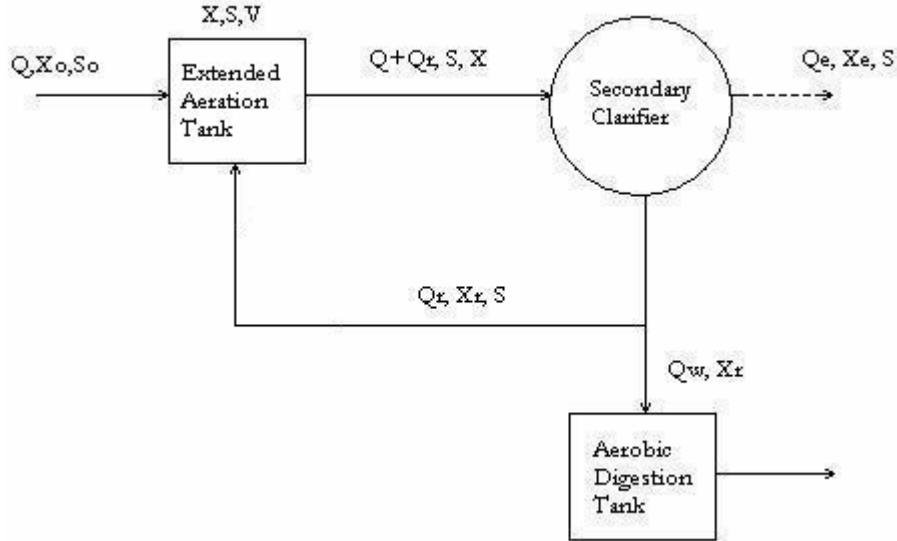 X,S,V
Q,Xo,So
Extended
Aeration
Tank
Q+Qr, S, X
Secondary
Clarifier
Qe, Xe, S
Qr, Xr, S
Qw, Xr
Aerobic
Digestion
Tank